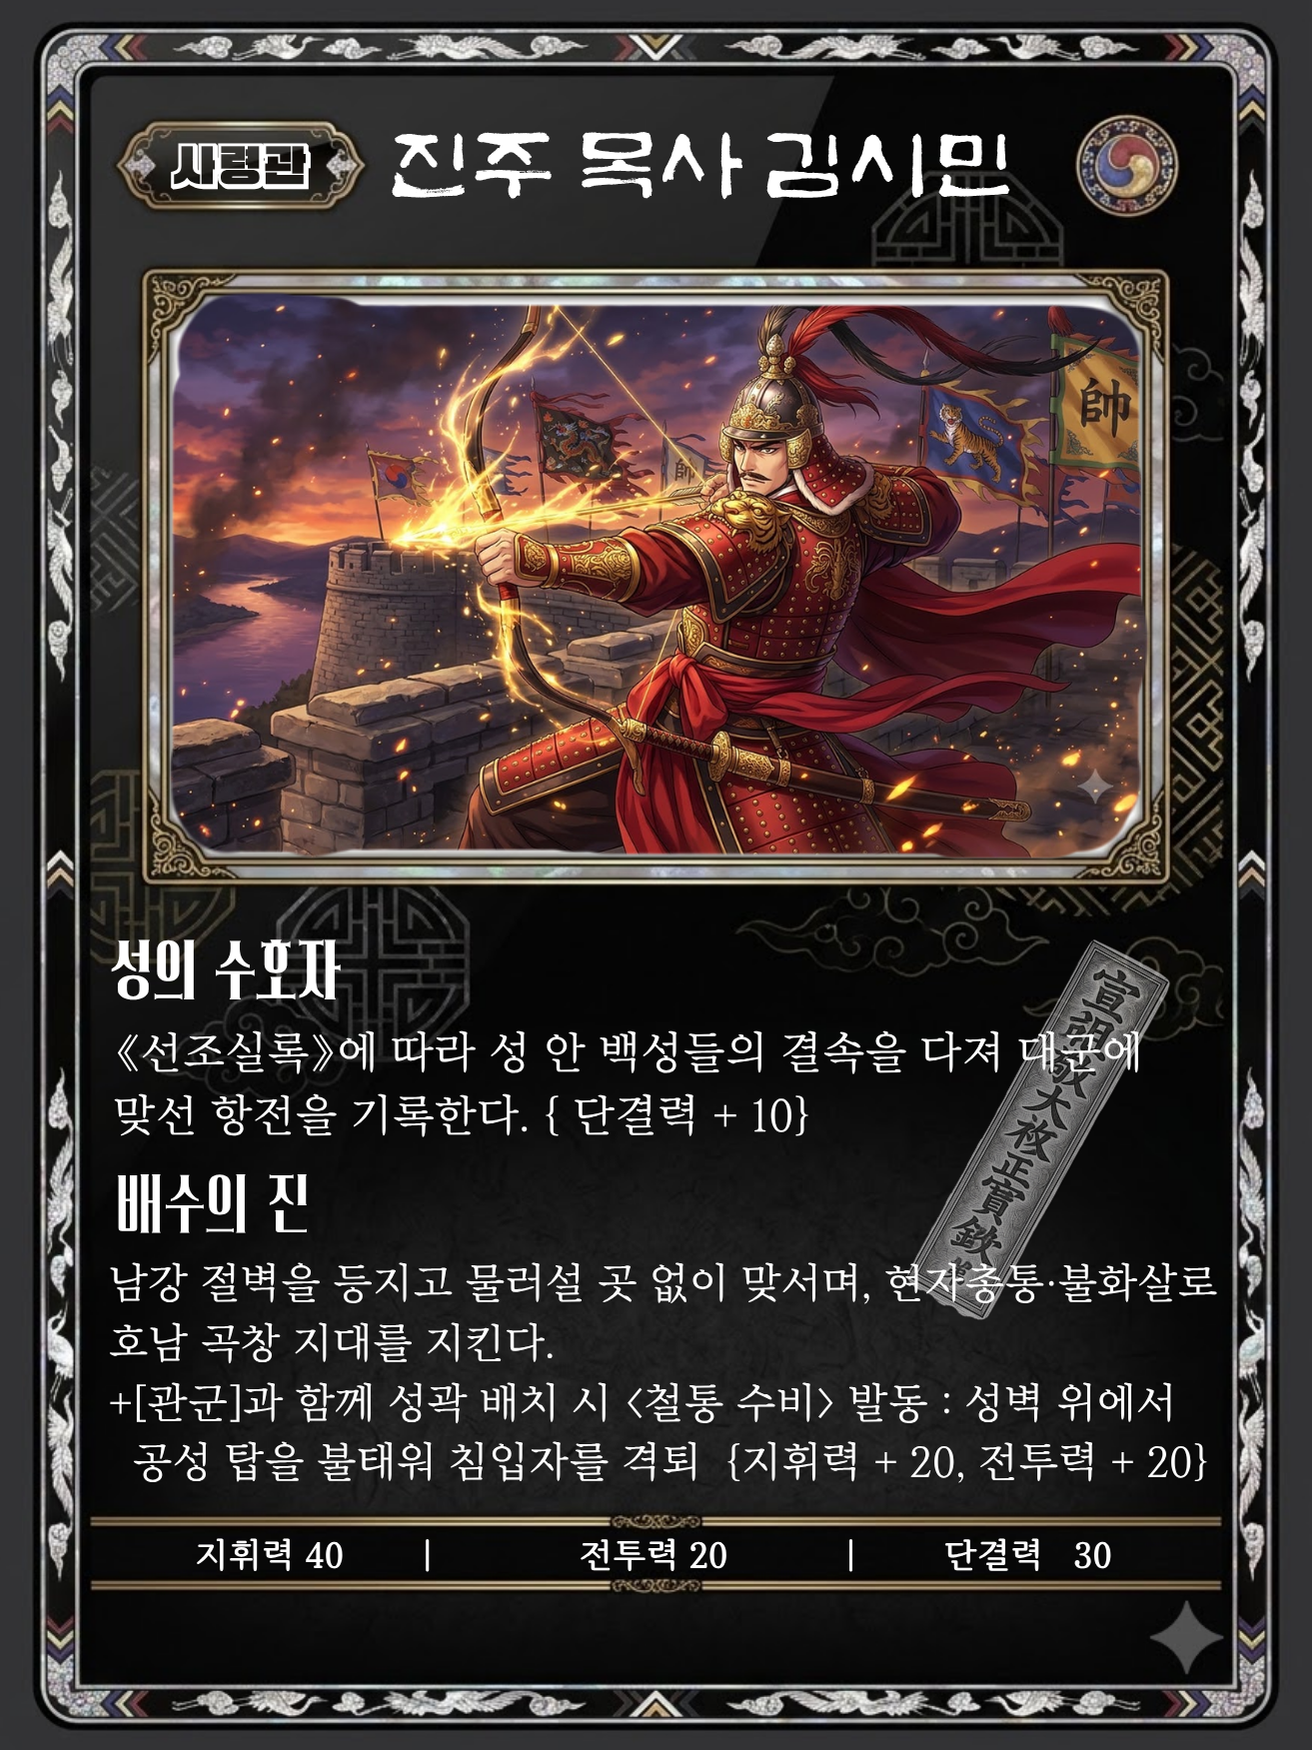 사령관
진주 목사 김시민
帥
帥
성의 수호자
《선조실록》에 따라 성 안 백성들의 결속을 다져 대군에
맞선 항전을 기록한다. { 단결력 + 10}
배수의 진
남강 절벽을 등지고 물러설 곳 없이 맞서며, 현자총통·불화살로
호남 곡창 지대를 지킨다.
+[관군]과 함께 성곽 배치 시 〈철통 수비〉 발동 : 성벽 위에서
공성 탑을 불태워 침입자를 격퇴 {지휘력 + 20, 전투력 + 20}
지휘력 40 | 전투력 20 | 단결력 30